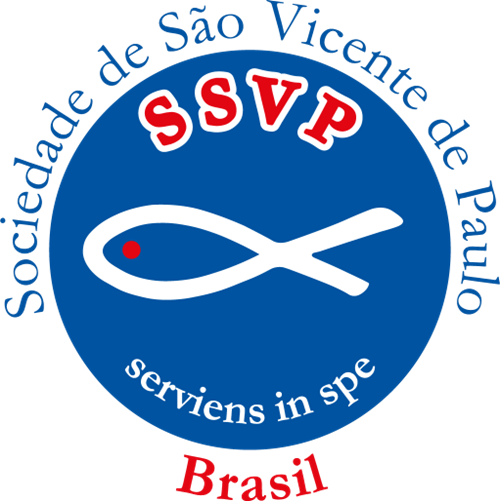 Sociedade de São Vicente de Paulo
SSVP
serviens in spe
Brasil